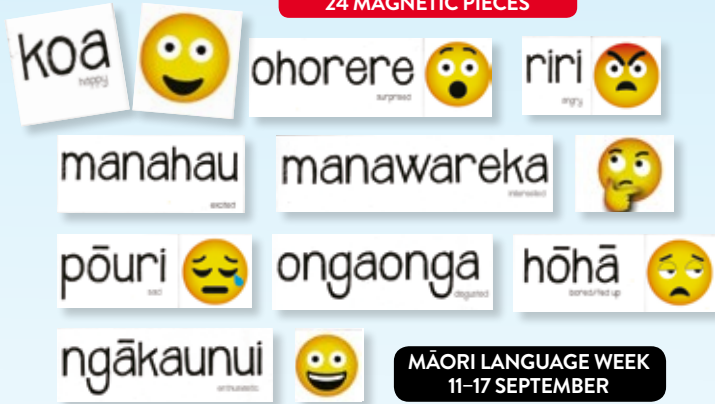 24 MAGNETIC PIECES
koa
happy
ohorere
surprised
riri
angry
manahau
excited
manawareka
interested
pōuri
sad
ongaonga
disgusted
hōhā
bored/fed up
ngākaunui
enthusiastic
MĀORI LANGUAGE WEEK
11–17 SEPTEMBER